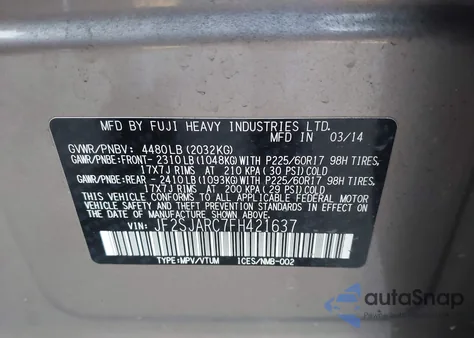 MFD BY FUJI HEAVY INDUSTRIES LTD.
MFD IN 03/14
GVWR/PNBV: 4480LB(2032KG)
GAWR/PNBE:FRONT-2310LB(1048KG)WITH P225/60R17 98H TIRES,
17X7J RIMS AT 210 KPA(30 PSI)COLD
GAWR/PNBE:REAR-2410LB(1093KG)WITH P225/60R17 98H TIRES,
17X7J RIMS AT 200 KPA(29 PSI)COLD
THIS VEHICLE CONFORMS TO ALL APPLICABLE FEDERAL MOTOR
VEHICLE SAFETY AND THEFT PREVENTION STANDARDS IN EFFECT
ON THE DATE OF MANUFACTURE SHOWN ABOVE.
VIN: JF2SJARC7FH421637
TYPE:MPV/VTUM ICES/NMB-002
autoSnap